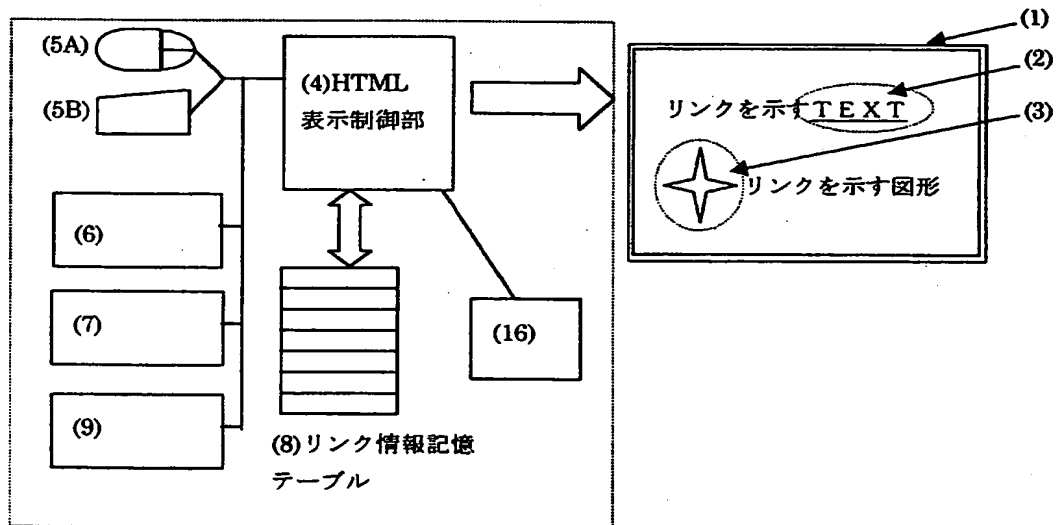 (5A)
(5B)
(4)HTML
表示制御部
(6)
(7)
(9)
(8)リンク情報記憶
テーブル
(16)
(1)
(2)
リンクを示すTEXT
(3)
リンクを示す図形